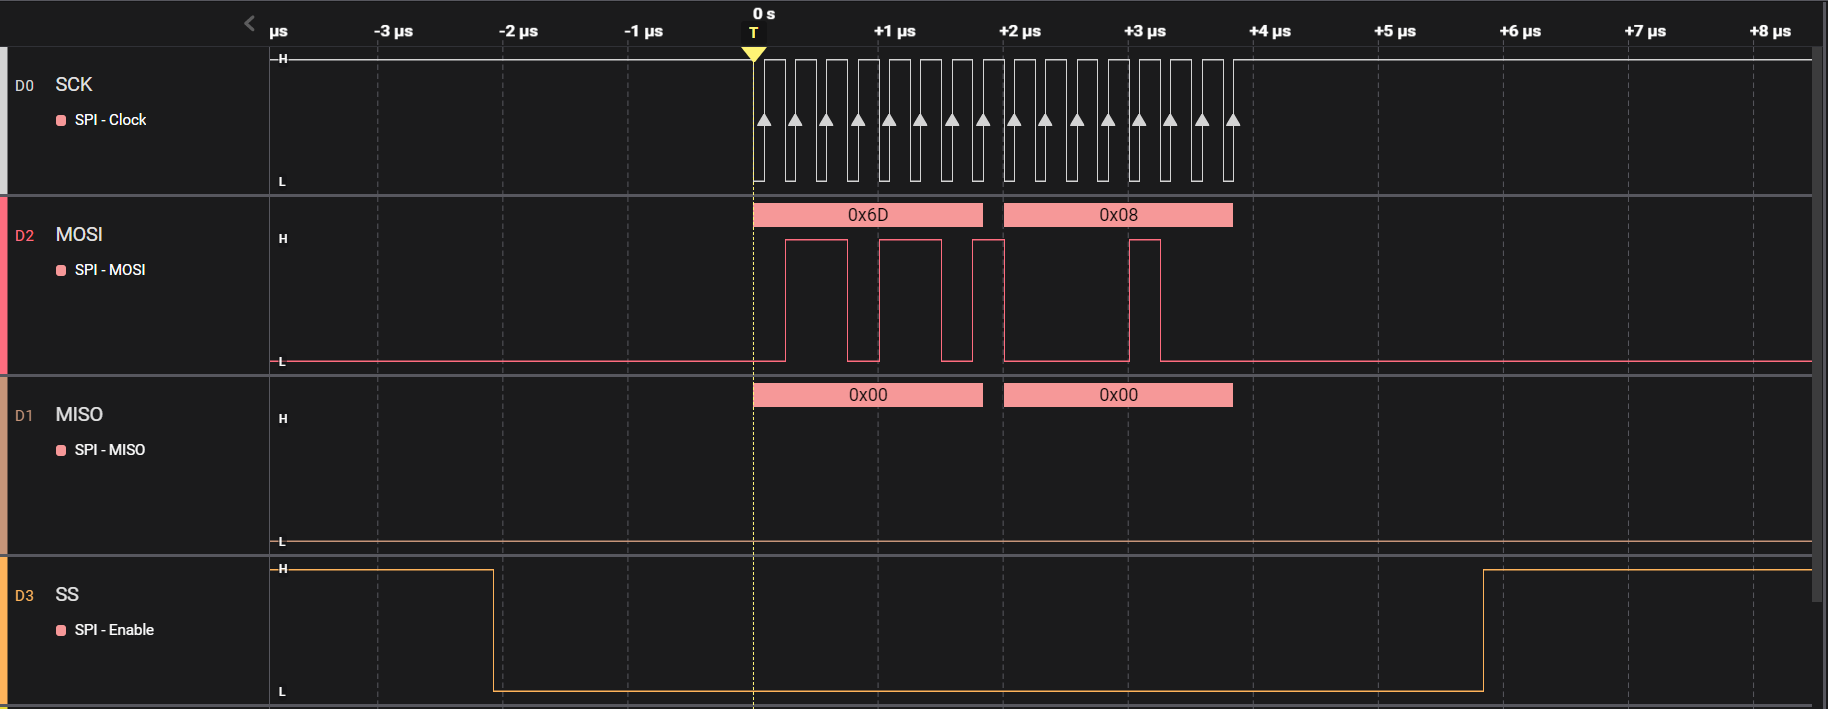 0 s
µs -3 µs -2 µs -1 µs T +1 µs +2 µs +3 µs +4 µs +5 µs +6 µs +7 µs +8 µs
H
D0 SCK
SPI - Clock
L
0x6D 0x08
D2 MOSI H
SPI - MOSI
L
0x00 0x00
D1 MISO H
SPI - MISO
L
H
D3 SS
SPI - Enable
L